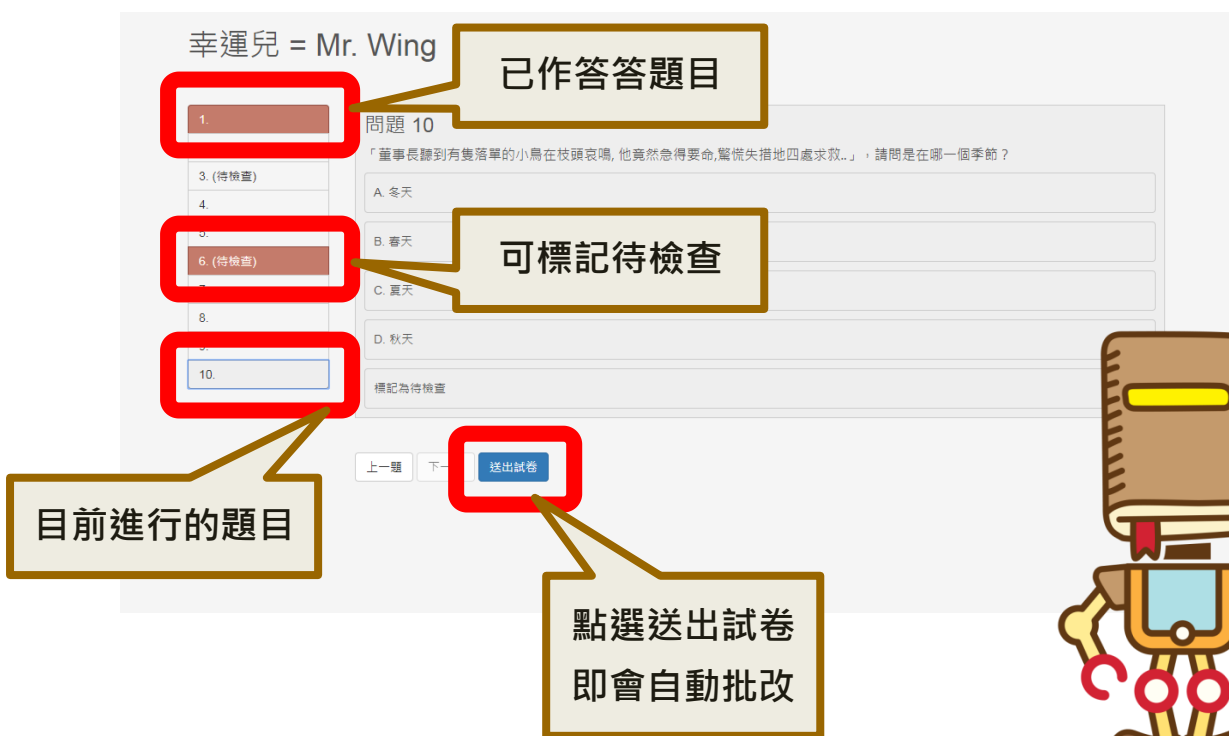 幸運兒 = Mr. Wing
已作答答題目
1.
3. (待檢查)
4.
5.
6. (待檢查)
8.
10.
問題 10
「董事長聽到有隻落單的小鳥在枝頭哀鳴, 他竟然急得要命,驚慌失措地四處求救..」，請問是在哪一個季節？
A. 冬天
B. 春天
可標記待檢查
C. 夏天
D. 秋天
標記為待檢查
上一題
下一
送出試卷
目前進行的題目
點選送出試卷
即會自動批改